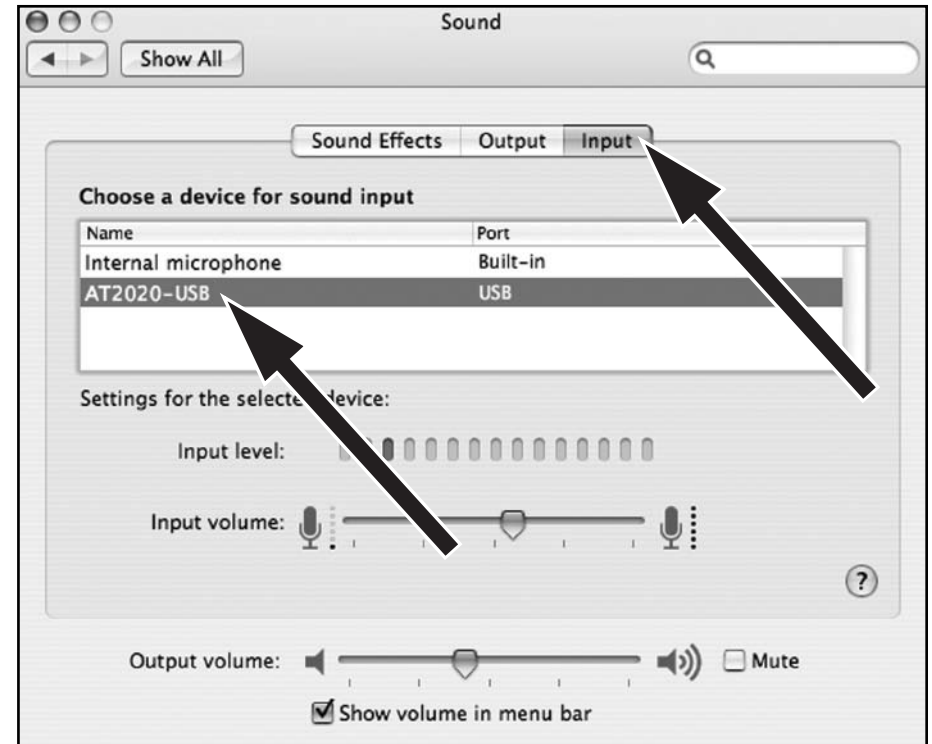 Sound
Show All
Sound Effects Output Input
Choose a device for sound input
Name Port
Internal microphone Built-in
AT2020-USB USB
Settings for the selected device:
Input level:
Input volume:
?
Output volume: Mute
Show volume in menu bar